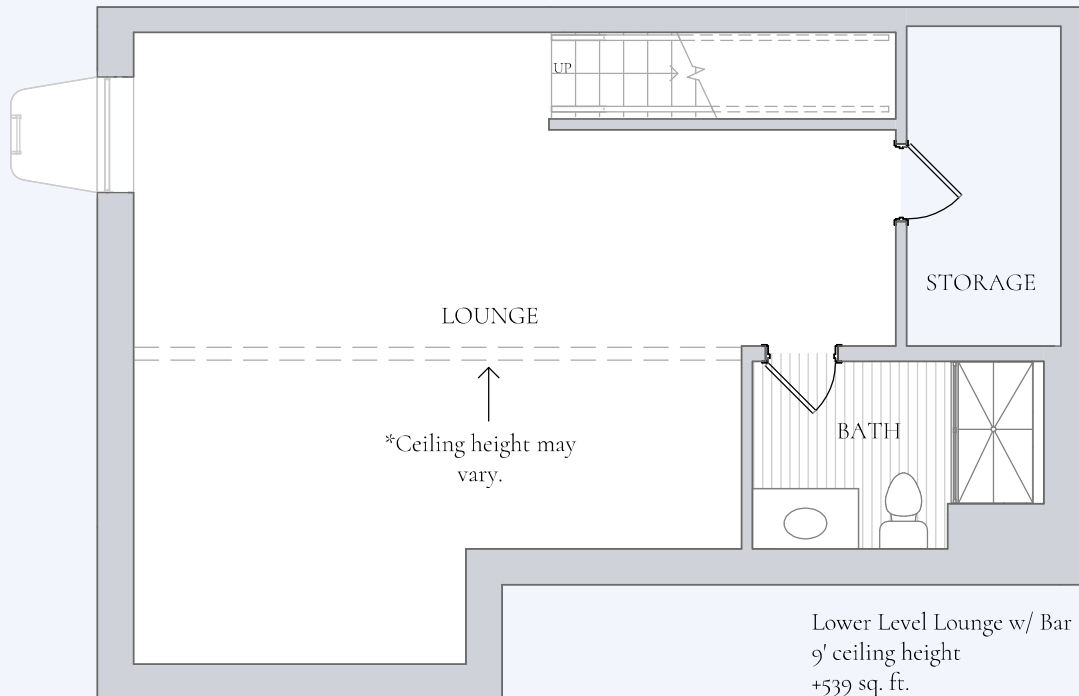 UP
STORAGE
LOUNGE
*Ceiling height may
vary.
BATH
Lower Level Lounge w/ Bar
9' ceiling height
+539 sq. ft.